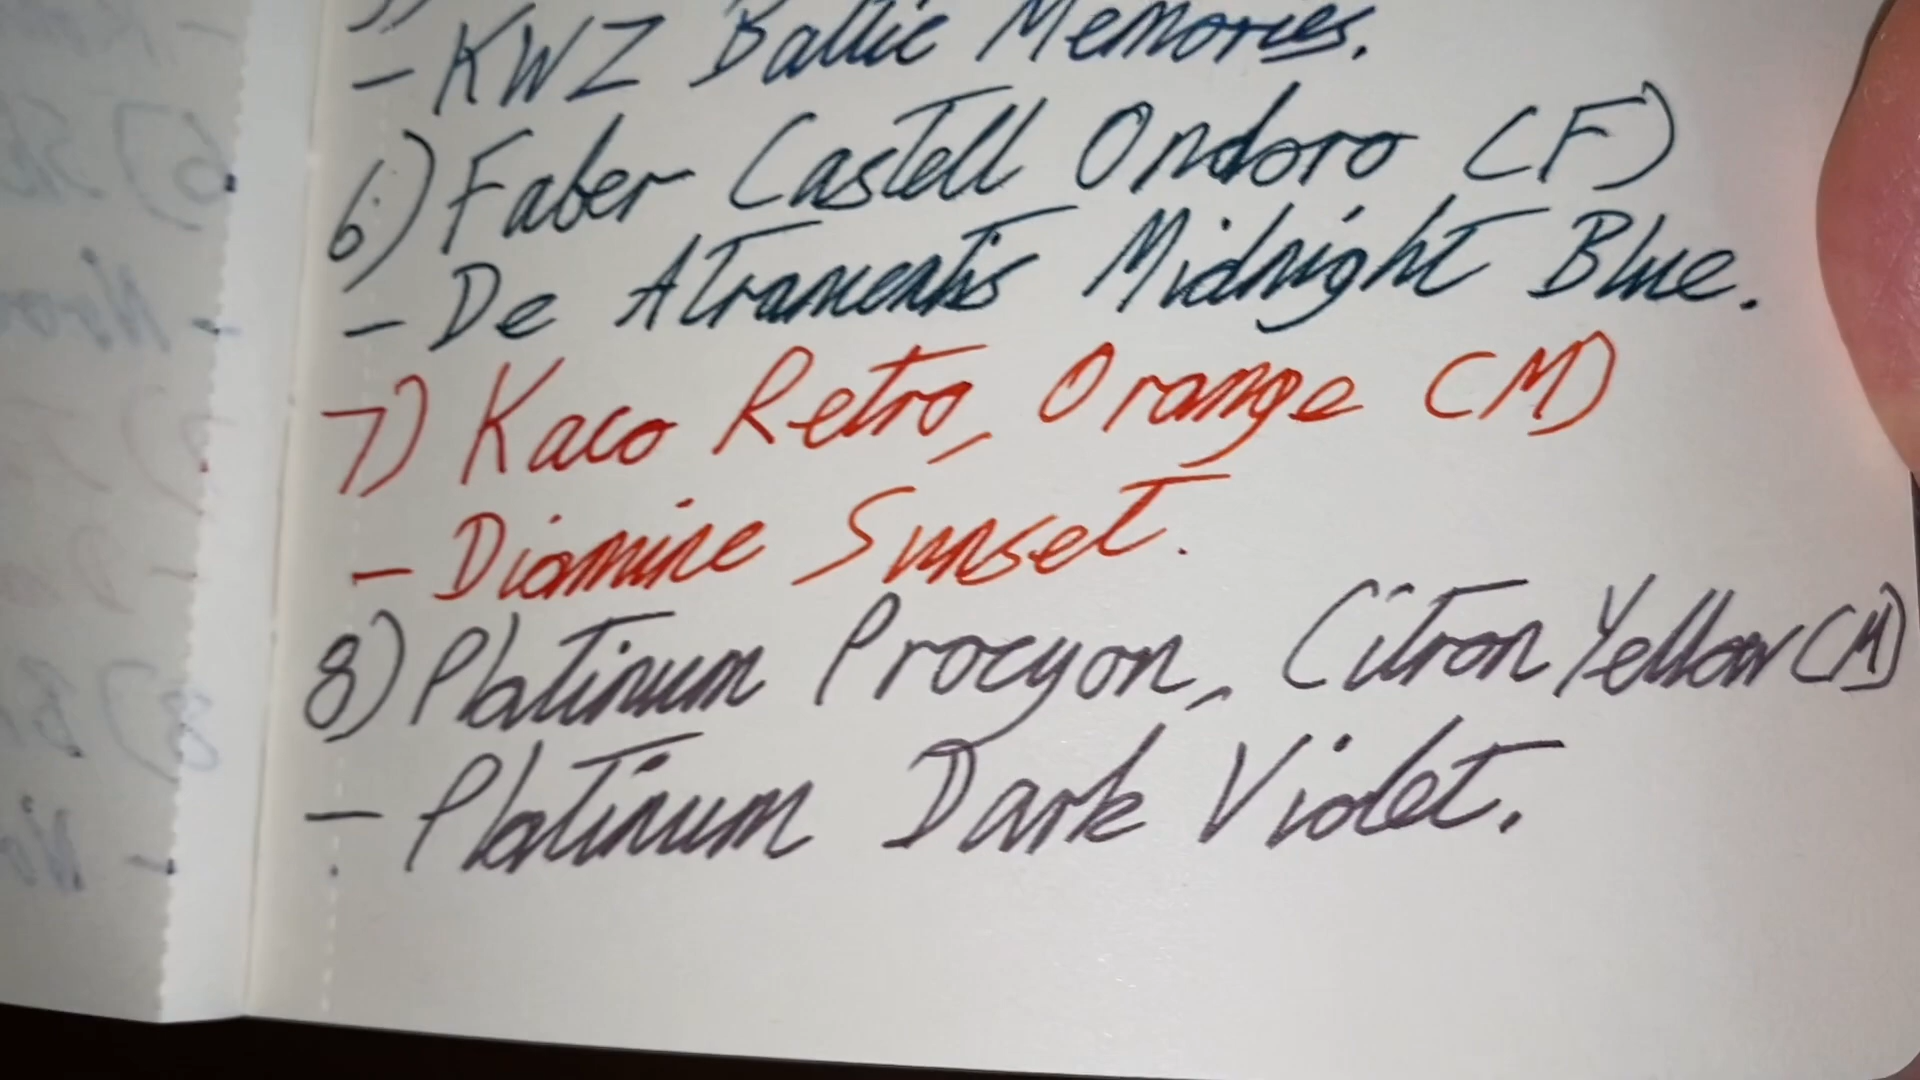 - KWZ Baltic Memories.
6) Faber Castell Ondoro (F)
- De Atramentis Midnight Blue.
7) Kaco Retro, Orange (M)
- Diamine Sunset.
8) Platinum Procyon, Citron Yellow (M)
- Platinum Dark Violet.